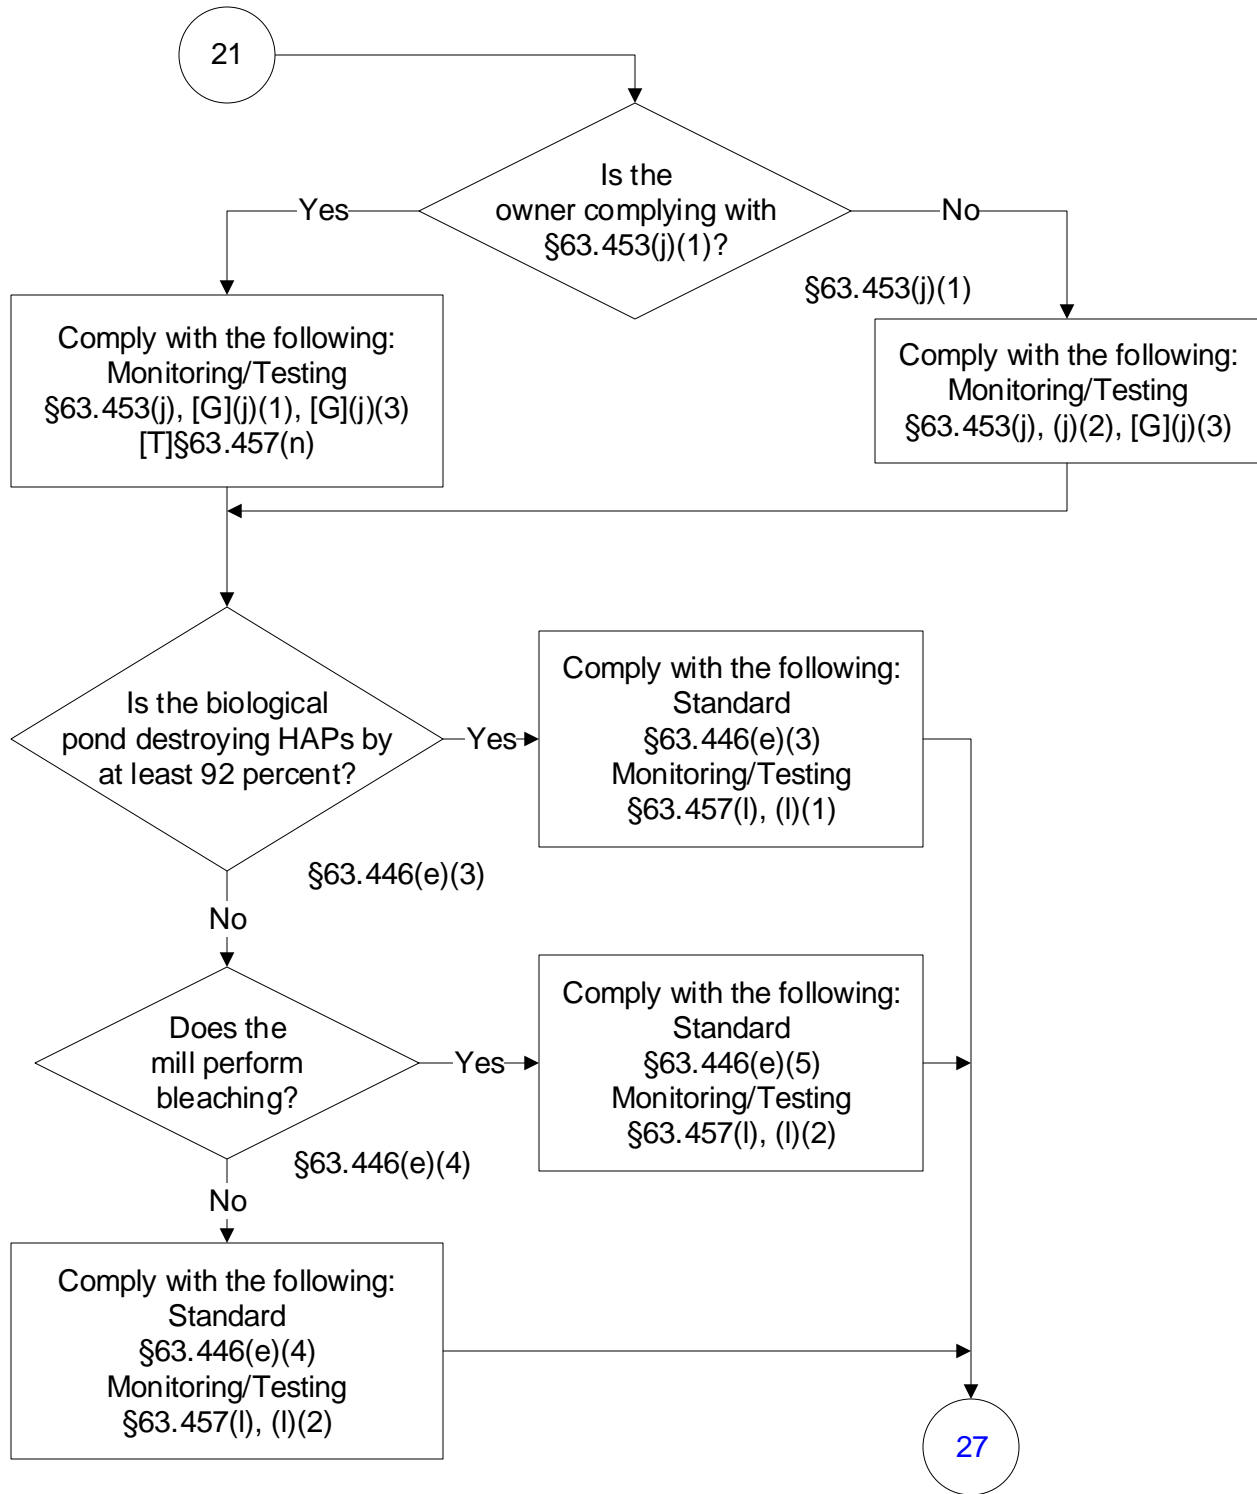 21
Is the
owner complying with
§63.453(j)(1)?
Yes
No
§63.453(j)(1)
Comply with the following:
Monitoring/Testing
§63.453(j), [G](j)(1), [G](j)(3)
[T]§63.457(n)
Comply with the following:
Monitoring/Testing
§63.453(j), (j)(2), [G](j)(3)
Is the biological
pond destroying HAPs by
at least 92 percent?
Yes
Comply with the following:
Standard
§63.446(e)(3)
Monitoring/Testing
§63.457(l), (l)(1)
§63.446(e)(3)
No
Does the
mill perform
bleaching?
Yes
Comply with the following:
Standard
§63.446(e)(5)
Monitoring/Testing
§63.457(l), (l)(2)
§63.446(e)(4)
No
Comply with the following:
Standard
§63.446(e)(4)
Monitoring/Testing
§63.457(l), (l)(2)
27